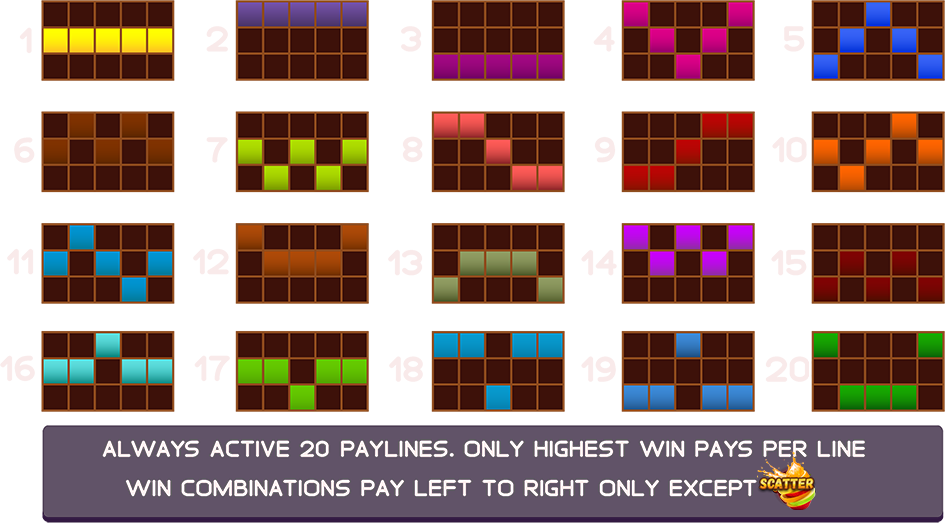 1 2 3 4 5
6 7 8 9 10
11 12 13 14 15
16 17 18 19 20
ALWAYS ACTIVE 20 PAYLINES. ONLY HIGHEST WIN PAYS PER LINE
WIN COMBINATIONS PAY LEFT TO RIGHT ONLY EXCEPT SCATTER